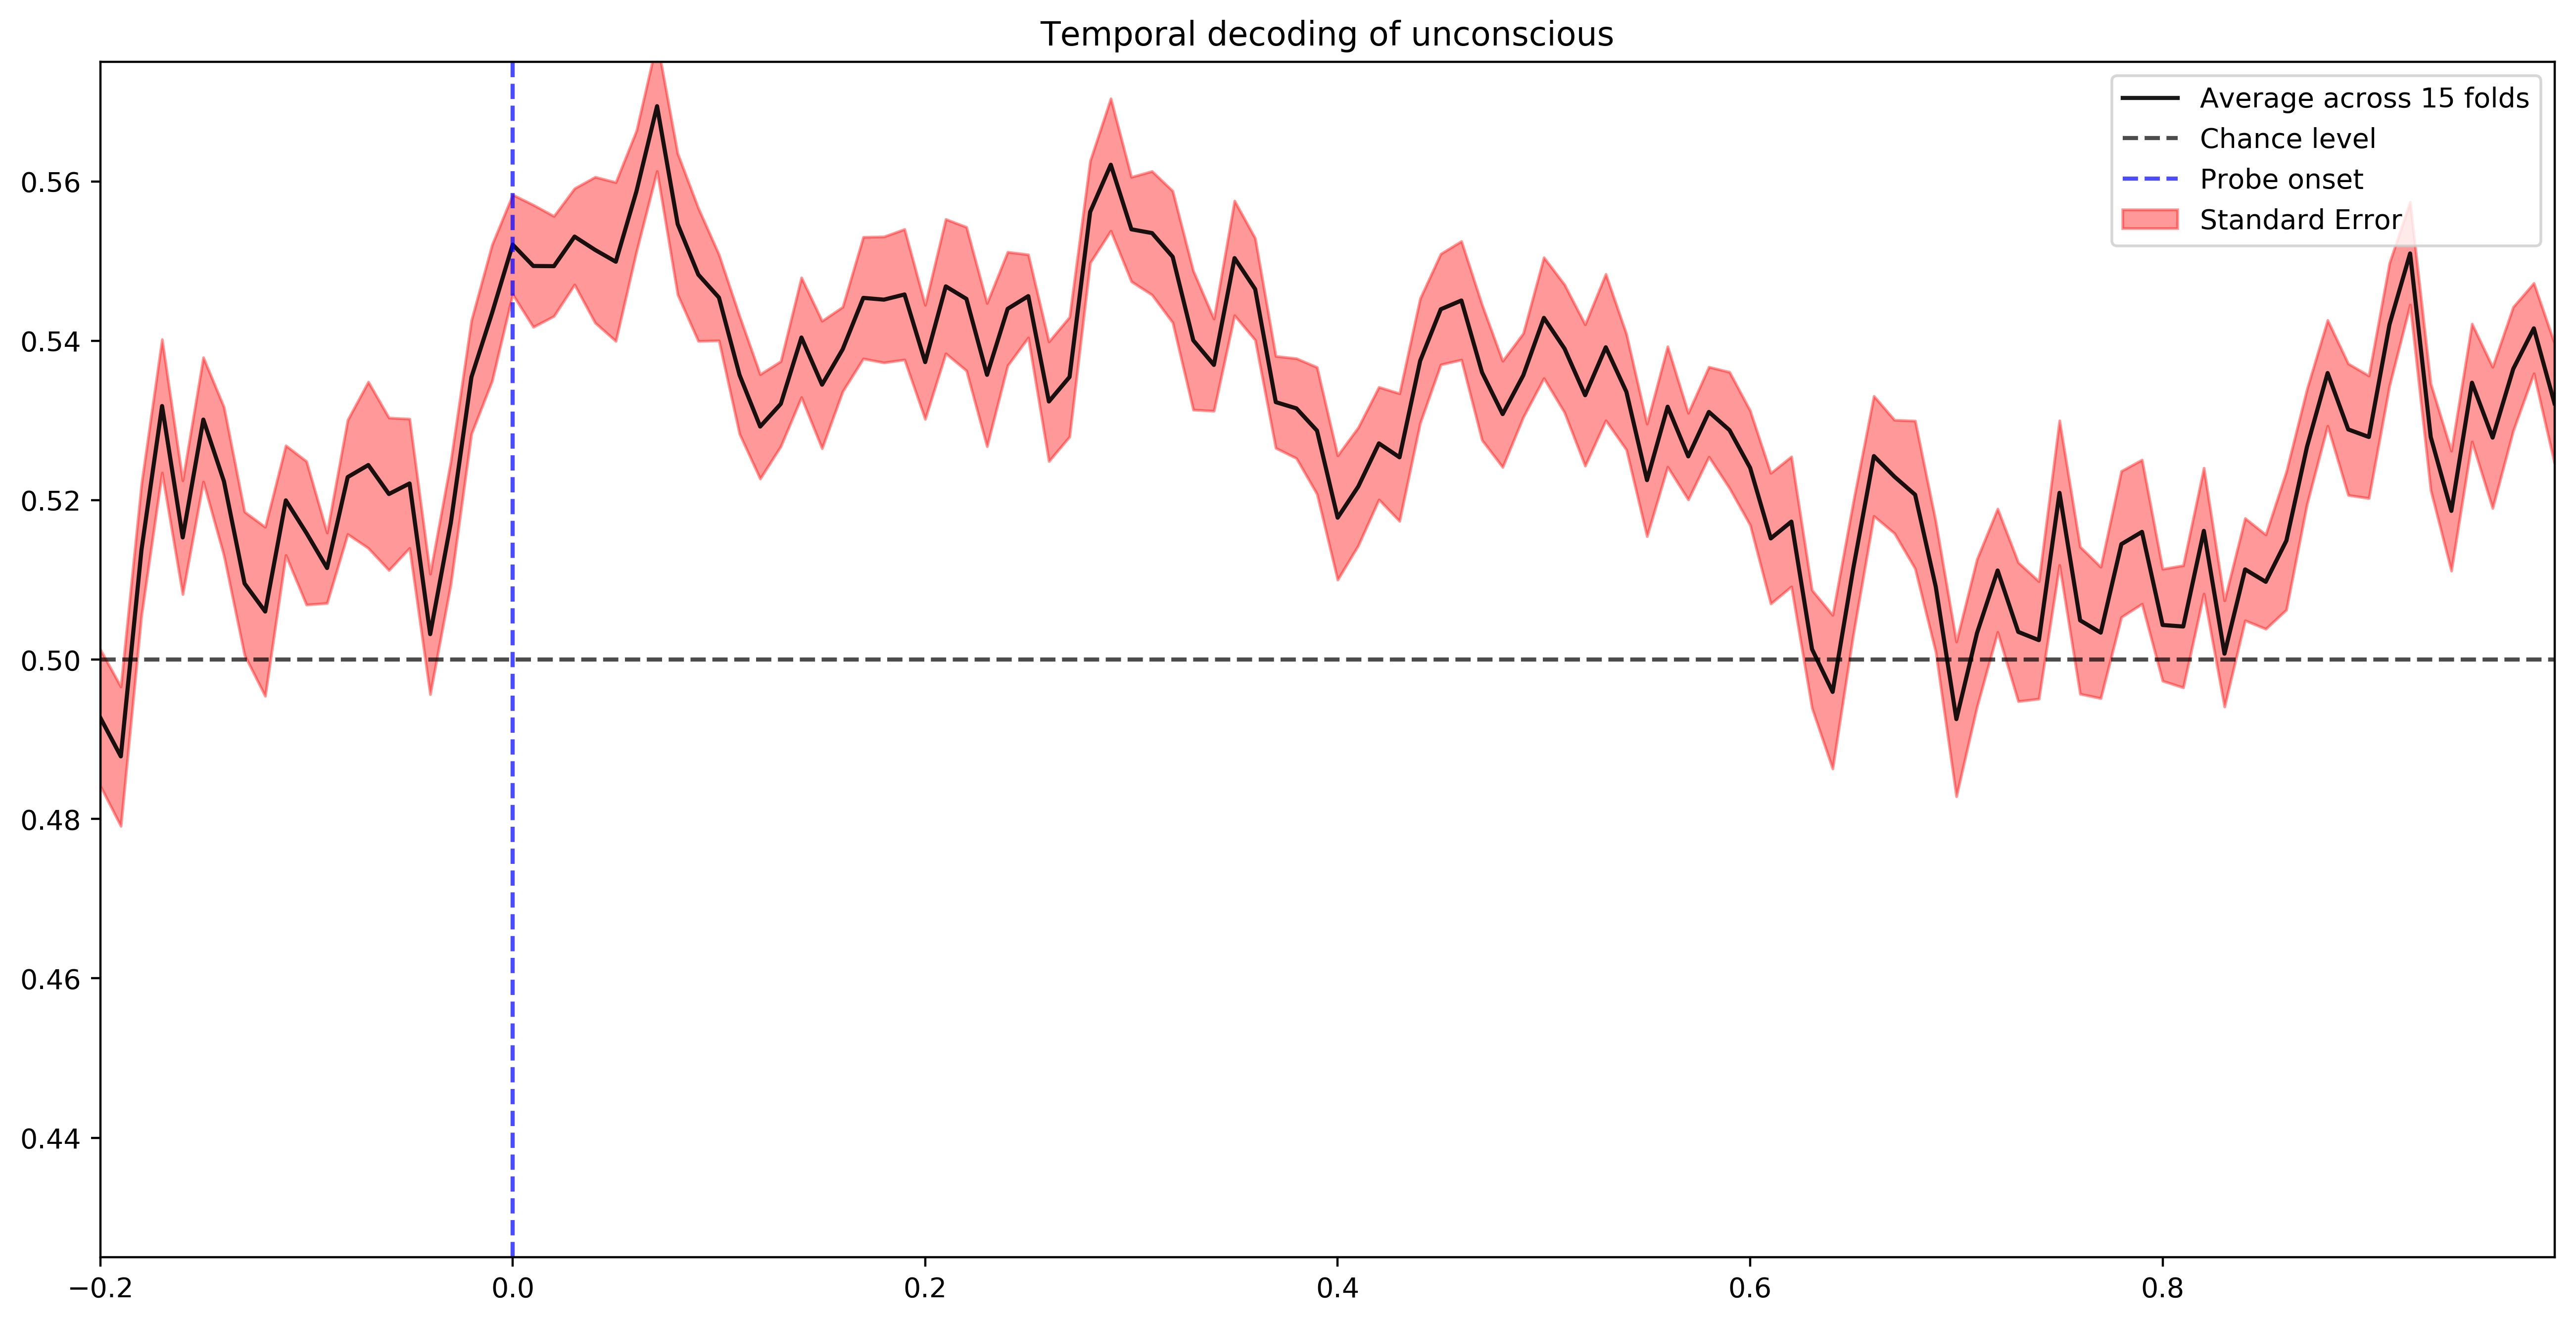 Temporal decoding of unconscious
Average across 15 folds
Chance level
Probe onset
Standard Error
0.56
0.54
0.52
0.50
0.48
0.46
0.44
−0.2
0.0
0.2
0.4
0.6
0.8